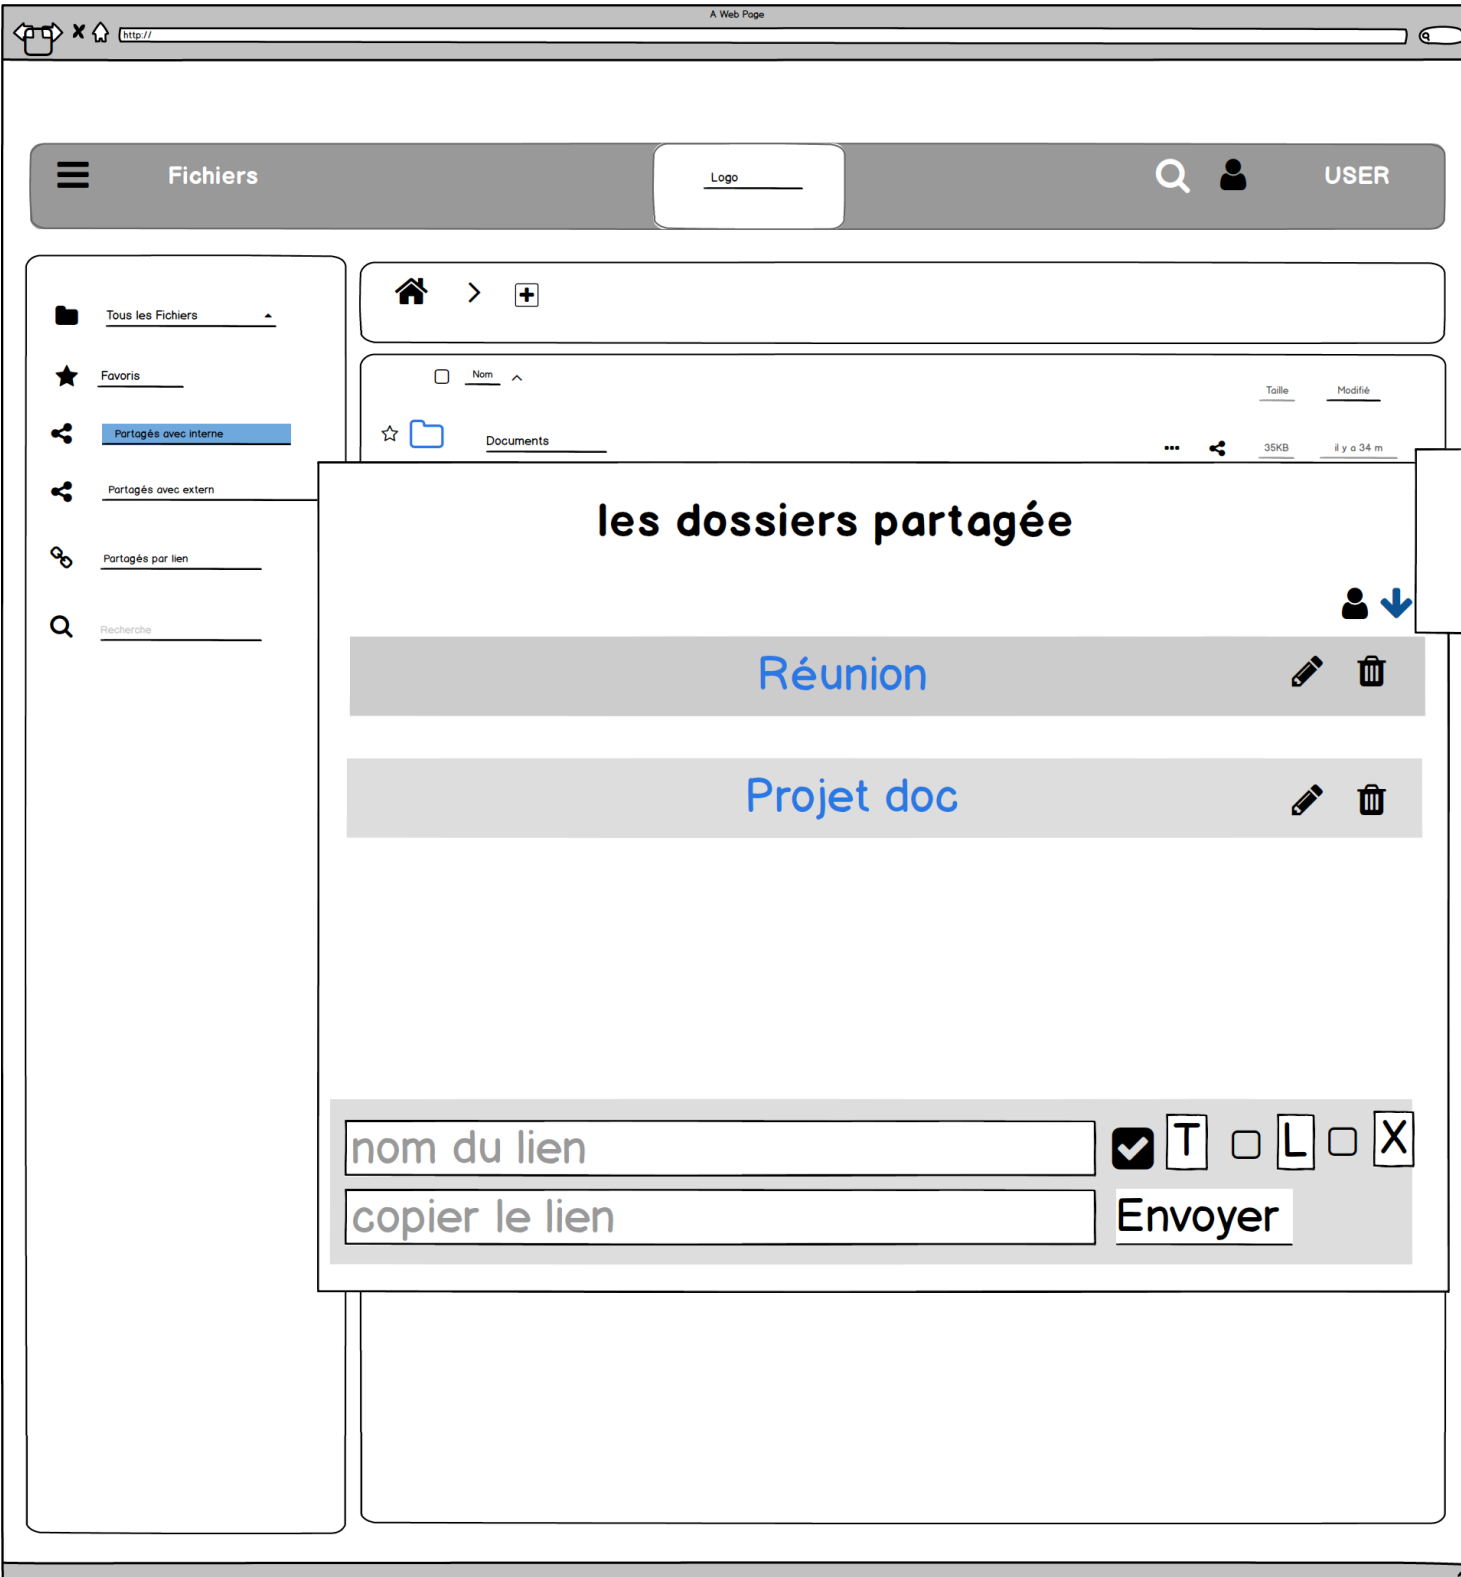 A Web Page
http://
Fichiers
Logo
USER
Tous les Fichiers
Favoris
Partagés avec interne
Partagés avec extern
Partagés par lien
Recherche
Nom
Taille
Modifié
Documents
35KB
il y a 34 m
les dossiers partagée
Réunion
Projet doc
nom du lien
T
L
X
copier le lien
Envoyer